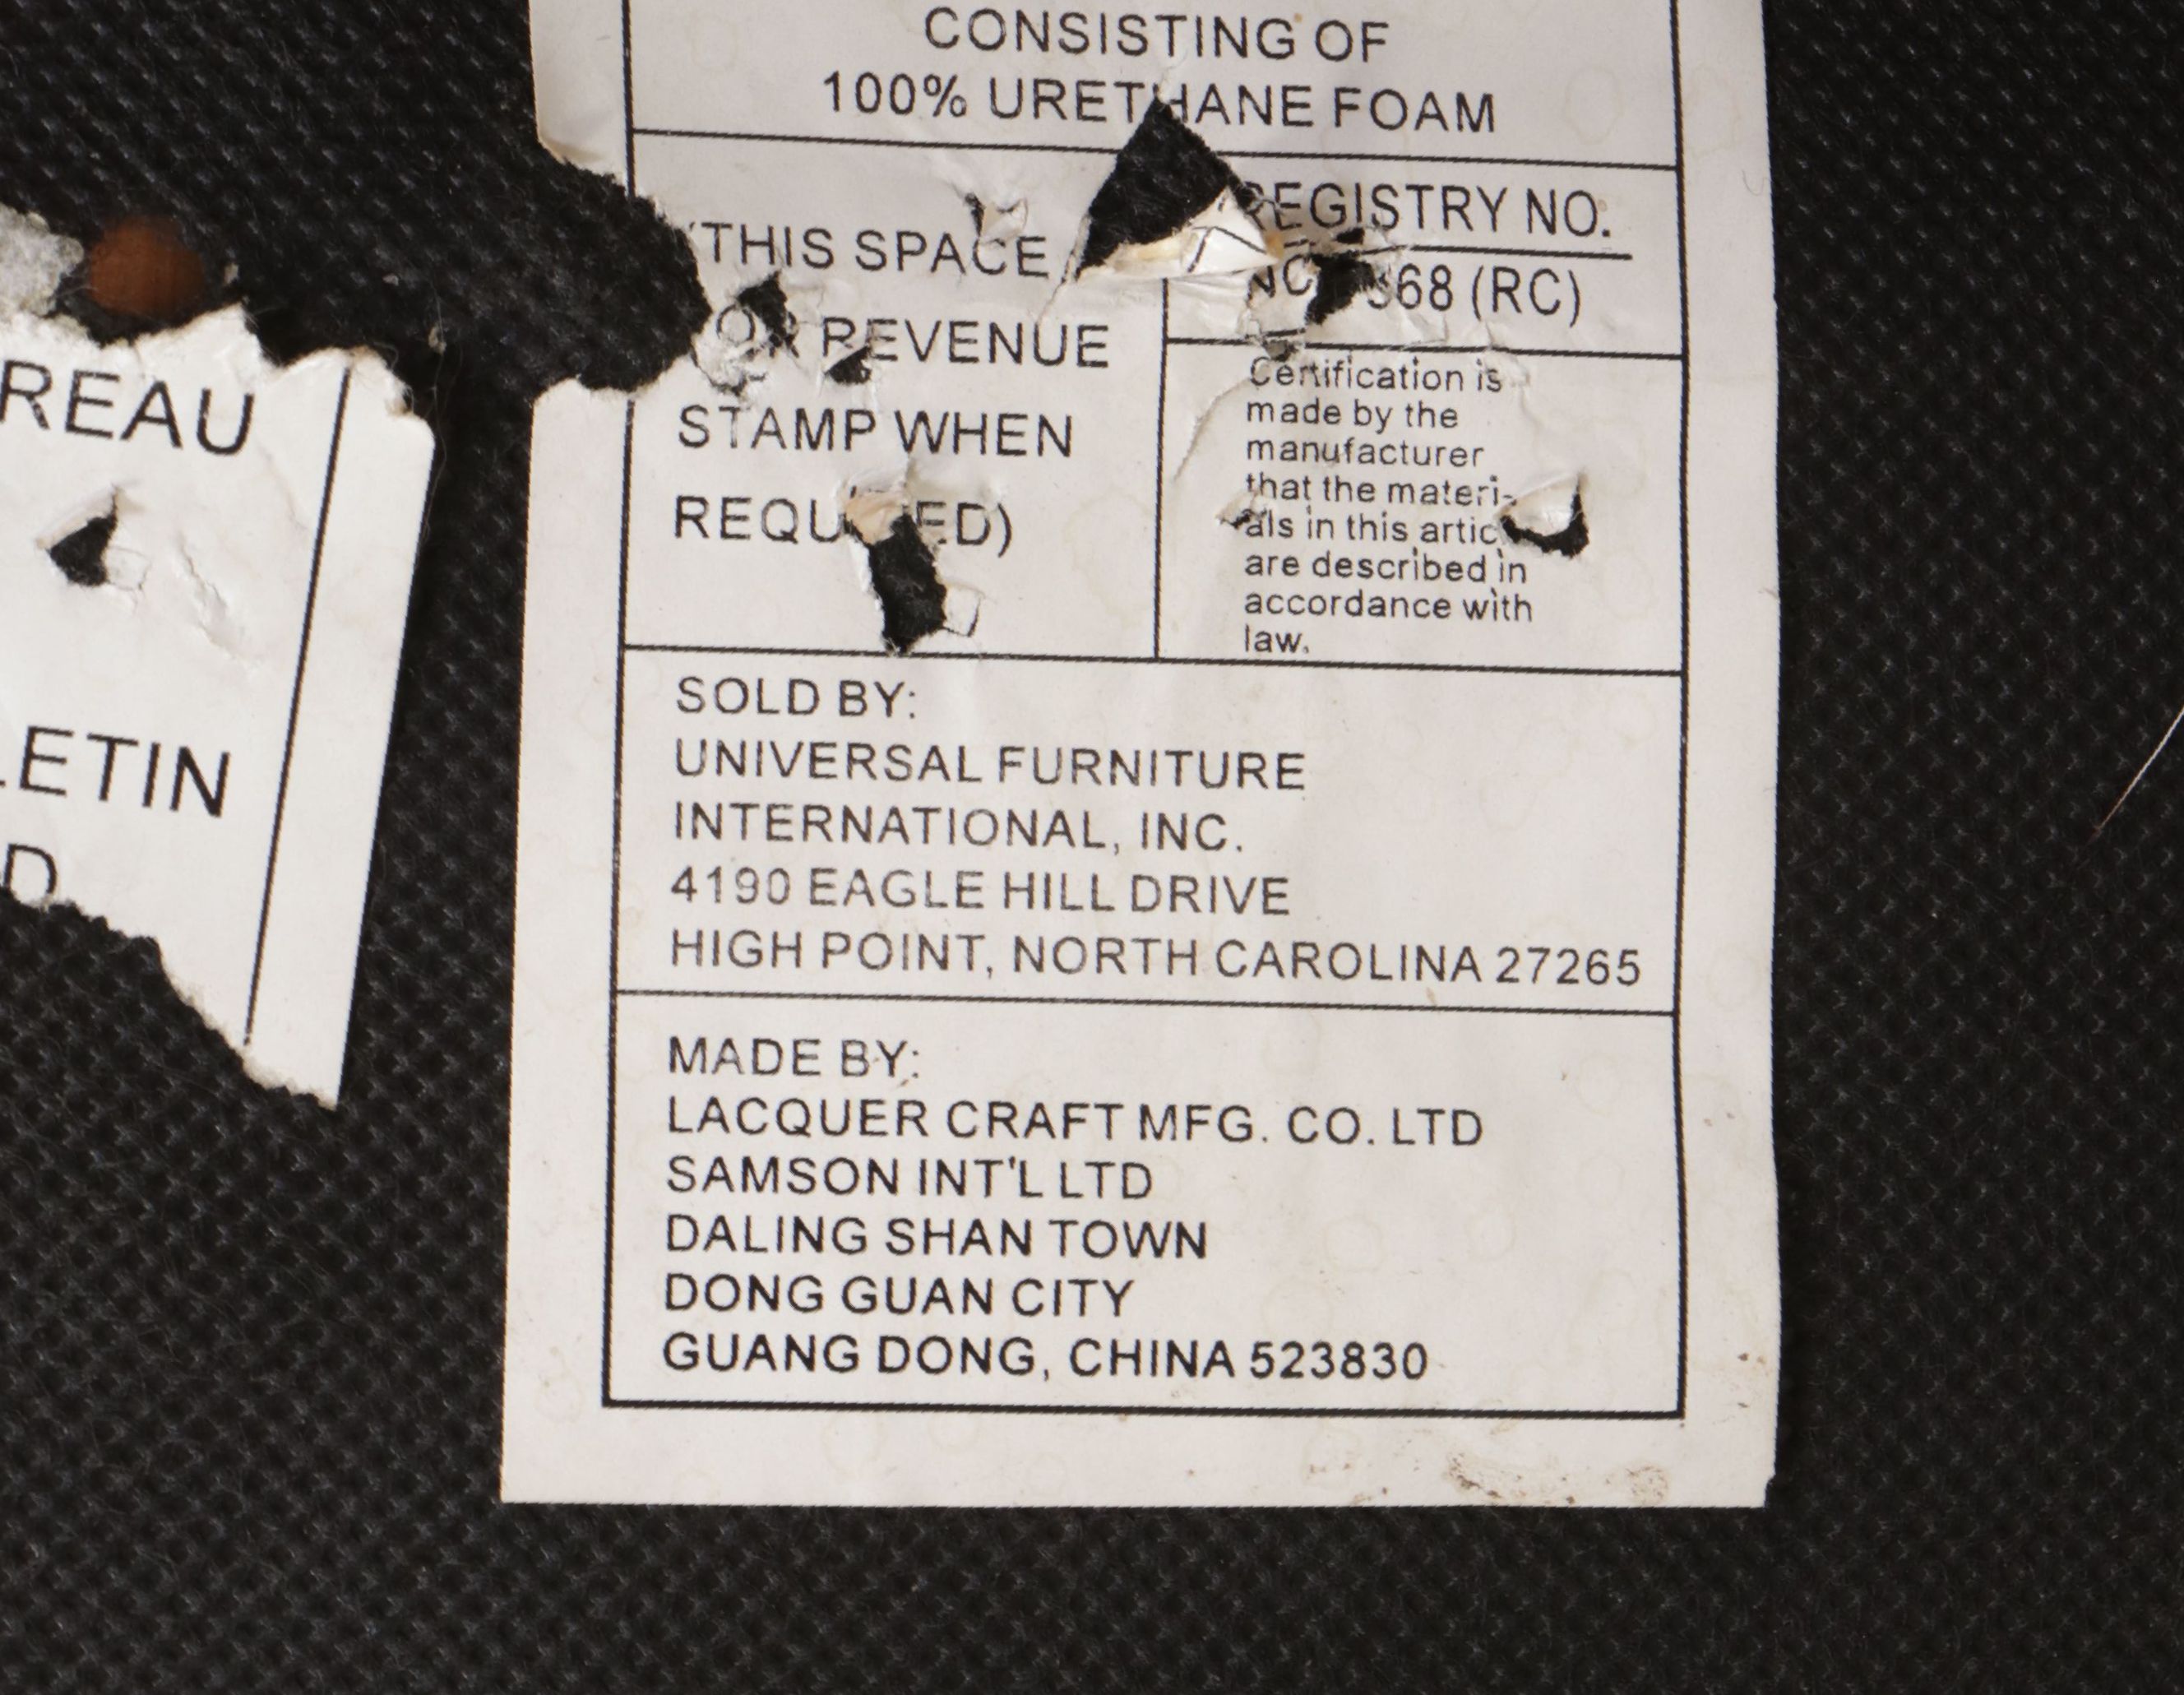 CONSISTING OF
100% URETHANE FOAM
(THIS SPACE
REVENUE
STAMP WHEN
REGISTRY NO.
(RC)
Certification is
made by the
manufacturer
that the materi-
als in this
are described in
accordance with
law.
SOLD BY:
UNIVERSAL FURNITURE
INTERNATIONAL, INC.
4190 EAGLE HILL DRIVE
HIGH POINT, NORTH CAROLINA 27265
MADE BY:
LACQUER CRAFT MFG. CO. LTD
SAMSON INT'L LTD
DALING SHAN TOWN
DONG GUAN CITY
GUANG DONG, CHINA 523830
REAU
LETIN
D